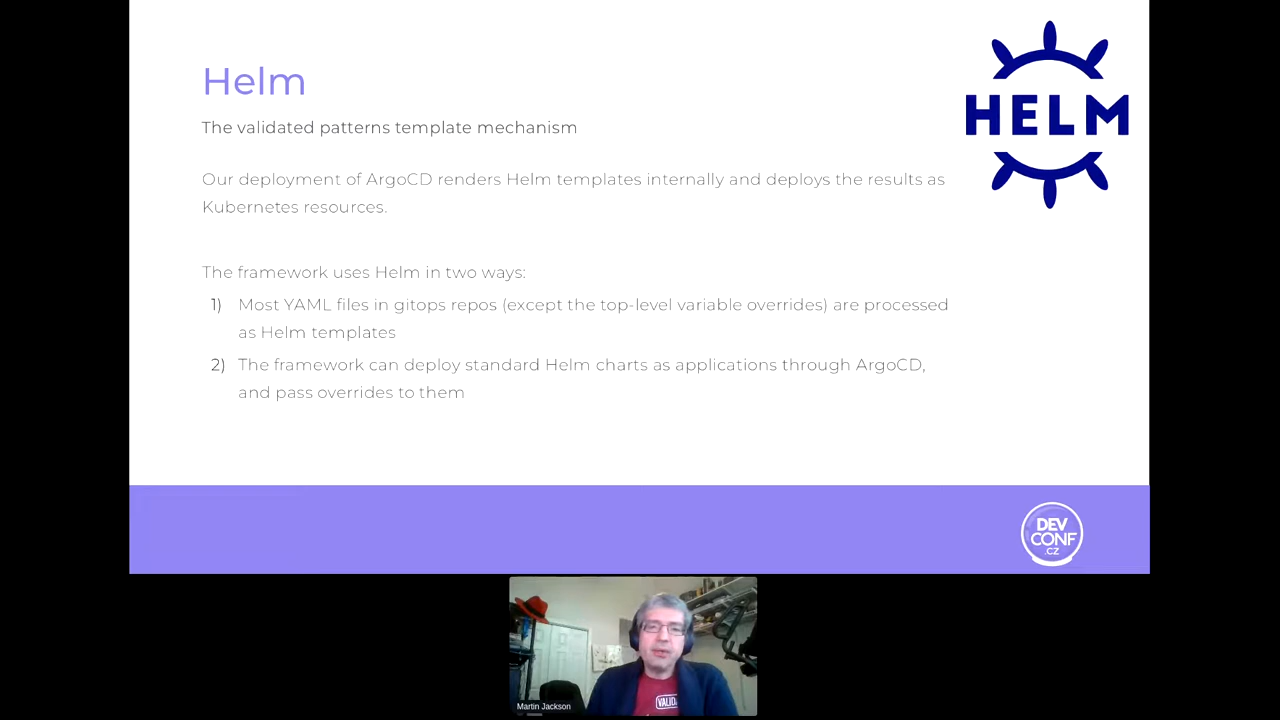 Helm
HELM
The validated patterns template mechanism
Our deployment of ArgoCD renders Helm templates internally and deploys the results as
Kubernetes resources.
The framework uses Helm in two ways:
1) Most YAML files in gitops repos (except the top-level variable overrides) are processed
as Helm templates
2) The framework can deploy standard Helm charts as applications through ArgoCD,
and pass overrides to them
DEV
CONF
.CZ
Martin Jackson